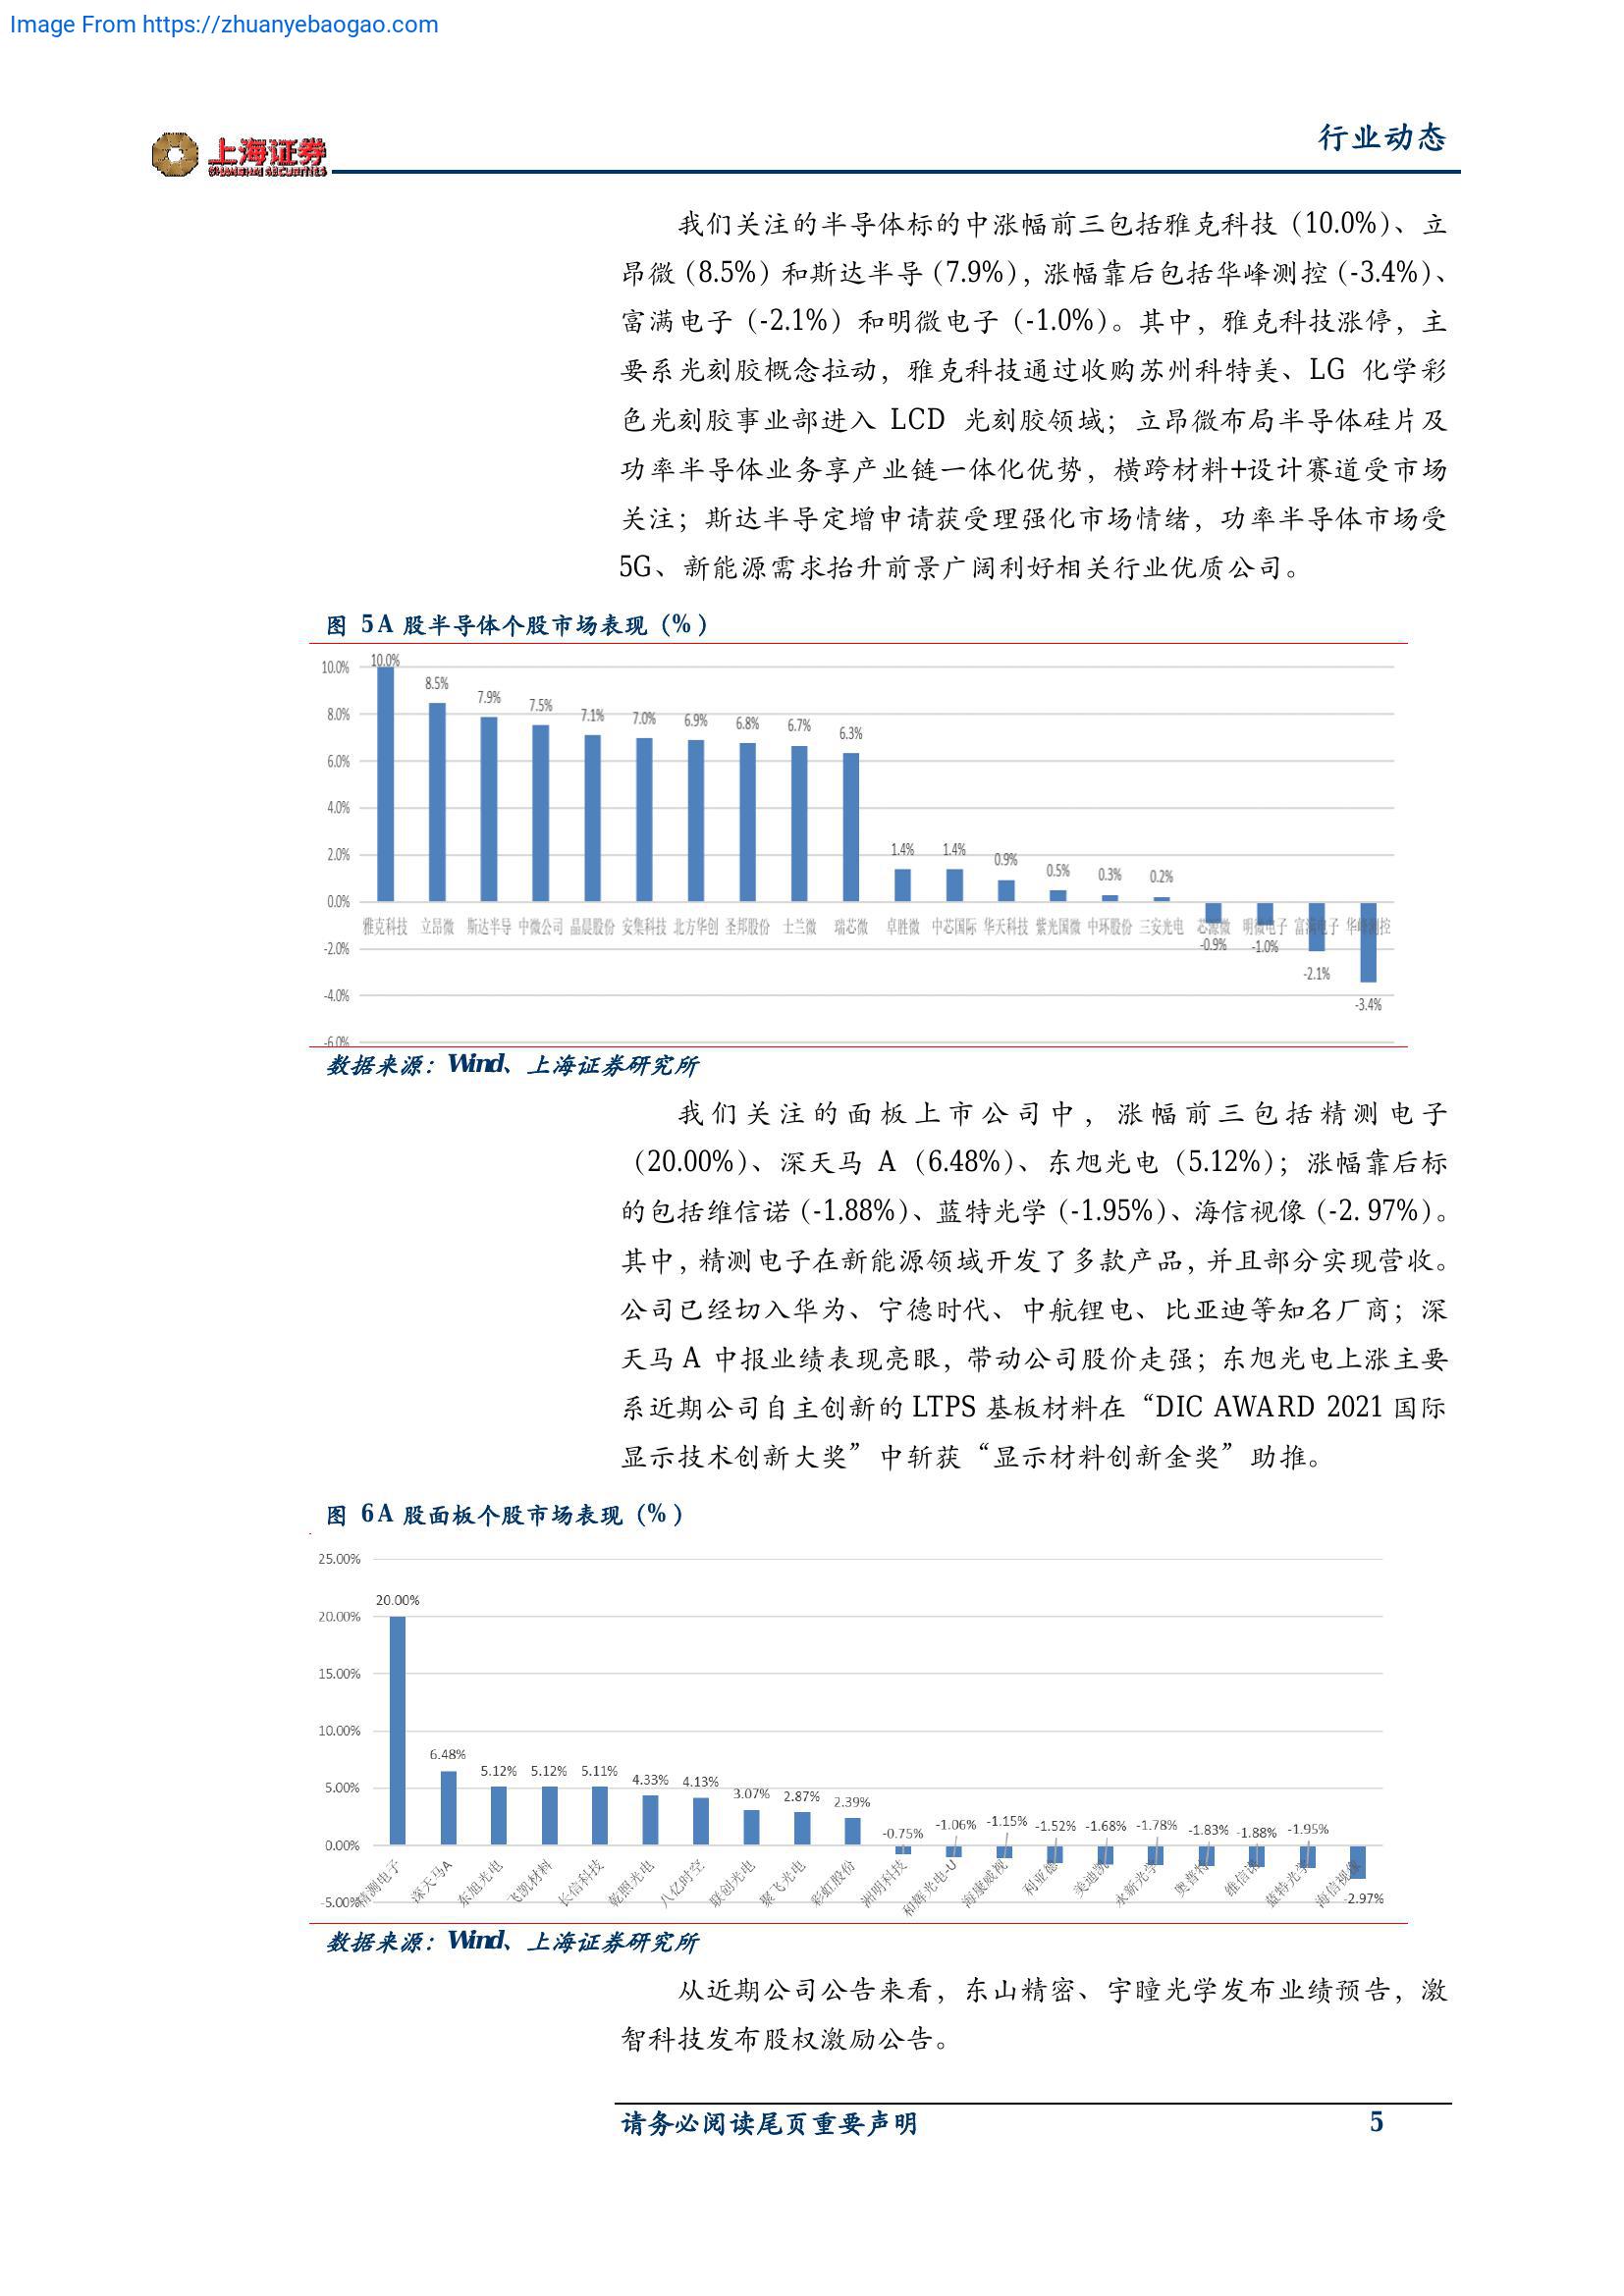 Image From https://zhuanyebaogao.com
上海证券
SHANGHAI SECURITIES
行业动态
我们关注的半导体标的中涨幅前三包括雅克科技（10.0%）、立
昂微（8.5%）和斯达半导（7.9%），涨幅靠后包括华峰测控（-3.4%）、
富满电子（-2.1%）和明微电子（-1.0%）。其中，雅克科技涨停，主
要系光刻胶概念拉动，雅克科技通过收购苏州科特美、LG 化学彩
色光刻胶事业部进入 LCD 光刻胶领域；立昂微布局半导体硅片及
功率半导体业务享产业链一体化优势，横跨材料+设计赛道受市场
关注；斯达半导定增申请获受理强化市场情绪，功率半导体市场受
5G、新能源需求抬升前景广阔利好相关行业优质公司。
图 5A 股半导体个股市场表现（%）
10.0%
8.0%
6.0%
4.0%
2.0%
0.0%
-2.0%
-4.0%
-6.0%
10.0% 8.5% 7.9% 7.5% 7.1% 7.0% 6.9% 6.8% 6.7% 6.3% 1.4% 1.4% 0.9% 0.5% 0.3% 0.2% -0.9% -1.0% -2.1% -3.4%
雅克科技 立昂微 斯达半导 中微公司 晶晨股份 安集科技 北方华创 圣邦股份 士兰微 瑞芯微 卓胜微 中芯国际 华天科技 紫光国微 中环股份 三安光电 芯源微 明微电子 富满电子 华峰测控
数据来源：Wind、上海证券研究所
我们关注的面板上市公司中，涨幅前三包括精测电子
（20.00%）、深天马 A（6.48%）、东旭光电（5.12%）；涨幅靠后标
的包括维信诺（-1.88%）、蓝特光学（-1.95%）、海信视像（-2. 97%）。
其中，精测电子在新能源领域开发了多款产品，并且部分实现营收。
公司已经切入华为、宁德时代、中航锂电、比亚迪等知名厂商；深
天马 A 中报业绩表现亮眼，带动公司股价走强；东旭光电上涨主要
系近期公司自主创新的 LTPS 基板材料在“DIC AWARD 2021 国际
显示技术创新大奖”中斩获“显示材料创新金奖”助推。
图 6A 股面板个股市场表现（%）
25.00%
20.00%
15.00%
10.00%
5.00%
0.00%
-5.00%
20.00% 6.48% 5.12% 5.12% 5.11% 4.33% 4.13% 3.07% 2.87% 2.39% -0.75% -1.06% -1.15% -1.52% -1.68% -1.78% -1.83% -1.88% -1.95% -2.97%
精测电子 深天马A 东旭光电 飞凯材料 长信科技 乾照光电 八亿时空 联创光电 聚飞光电 彩虹股份 洲明科技 和辉光电-U 海康威视 利亚德 美迪凯 永新光学 奥普特 维信诺 蓝特光学 海信视像
数据来源：Wind、上海证券研究所
从近期公司公告来看，东山精密、宇瞳光学发布业绩预告，激
智科技发布股权激励公告。
请务必阅读尾页重要声明
5